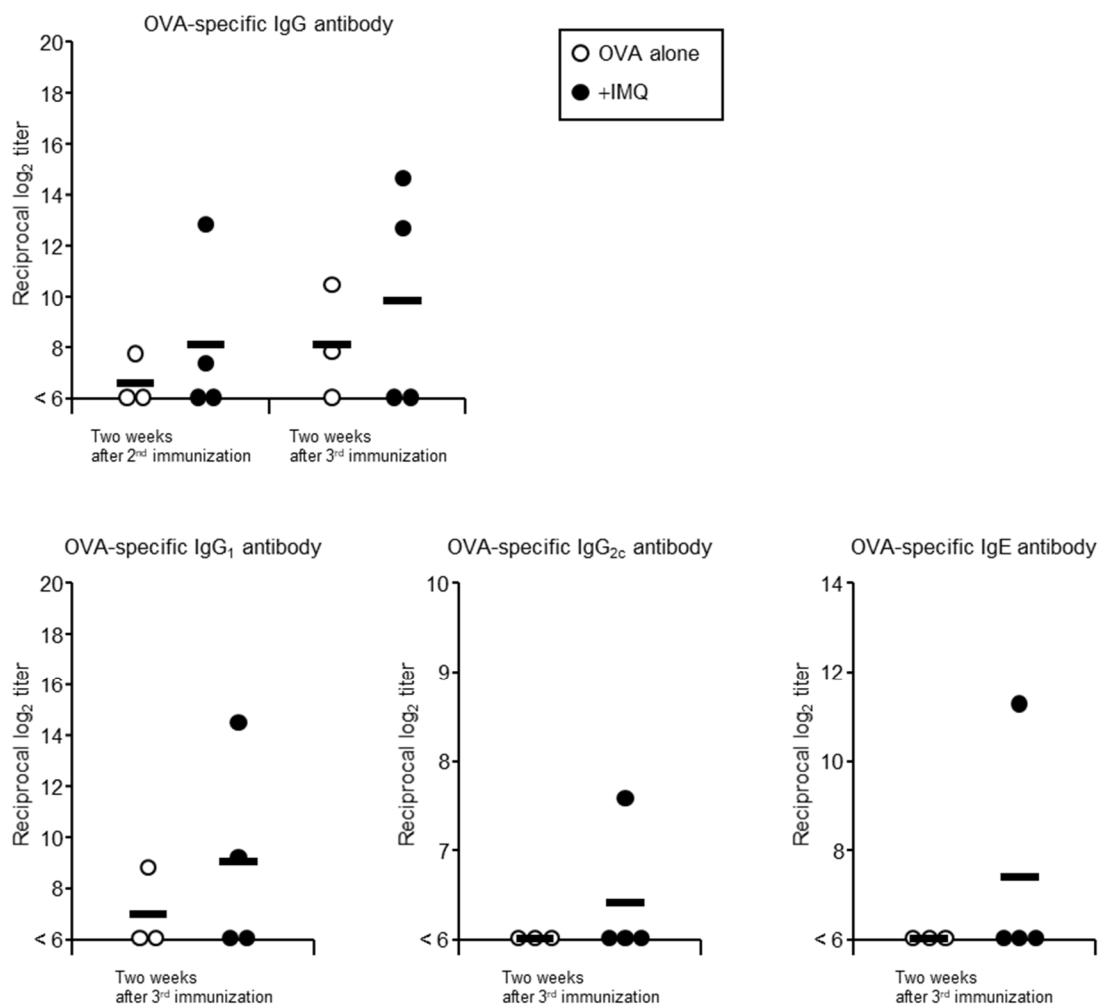 OVA-specific IgG antibody
Reciprocal log₂ titer
20
18
16
14
12
10
8
< 6
Two weeks
after 2ⁿᵈ immunization
Two weeks
after 3ʳᵈ immunization
OVA alone
+IMQ
OVA-specific IgG₁ antibody
Reciprocal log₂ titer
20
18
16
14
12
10
8
< 6
Two weeks
after 3ʳᵈ immunization
OVA-specific IgG₂c antibody
Reciprocal log₂ titer
10
9
8
7
< 6
Two weeks
after 3ʳᵈ immunization
OVA-specific IgE antibody
Reciprocal log₂ titer
14
12
10
8
< 6
Two weeks
after 3ʳᵈ immunization